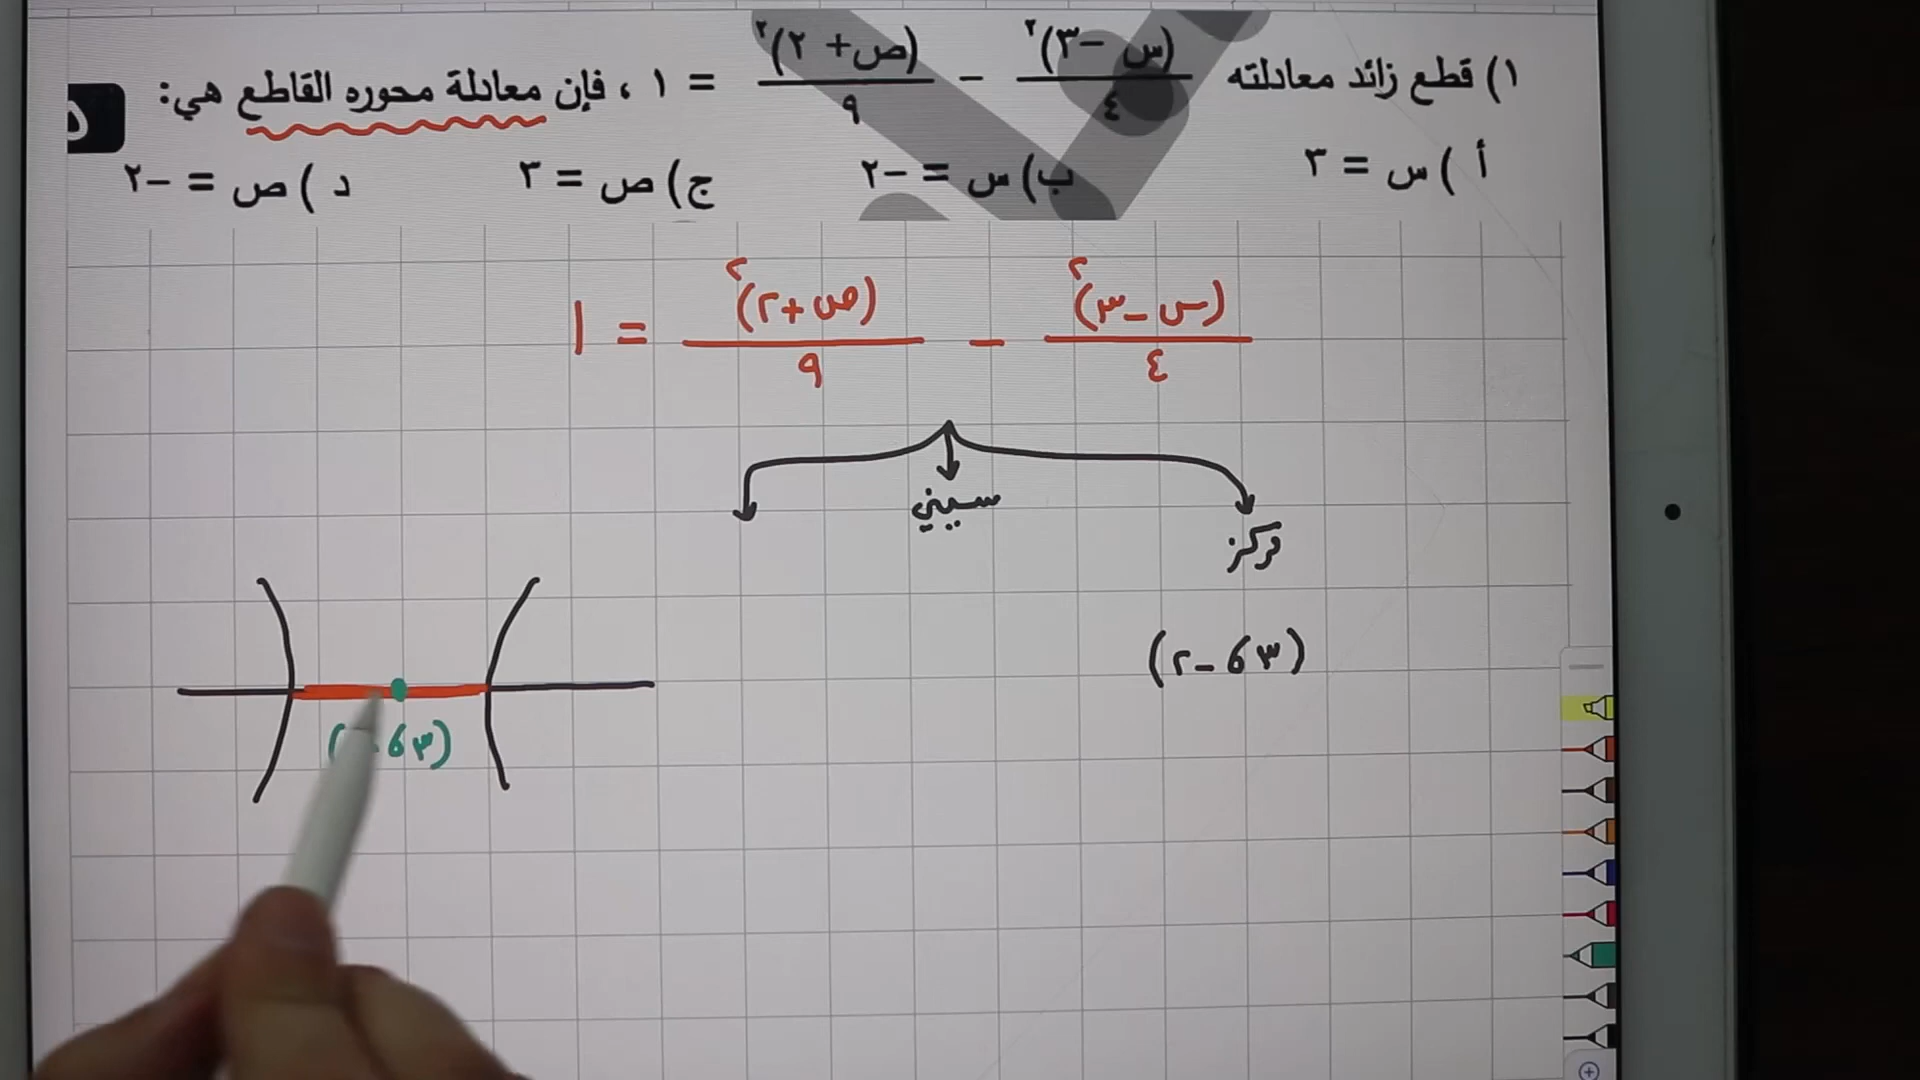 ١) قطع زائد معادلته (س −٣)٢ / ٤ − (ص+ ٢)٢ / ٩ = ١ ، فإن معادلة محوره القاطع هي:
أ ) س = ٣ ب) س = −٢ ج) ص = ٣ د ) ص = −٢
(س − ٣)٢ / ٤ − (ص + ٢)٢ / ٩ = ١
سيني
مركز
(٣ ، −٢)